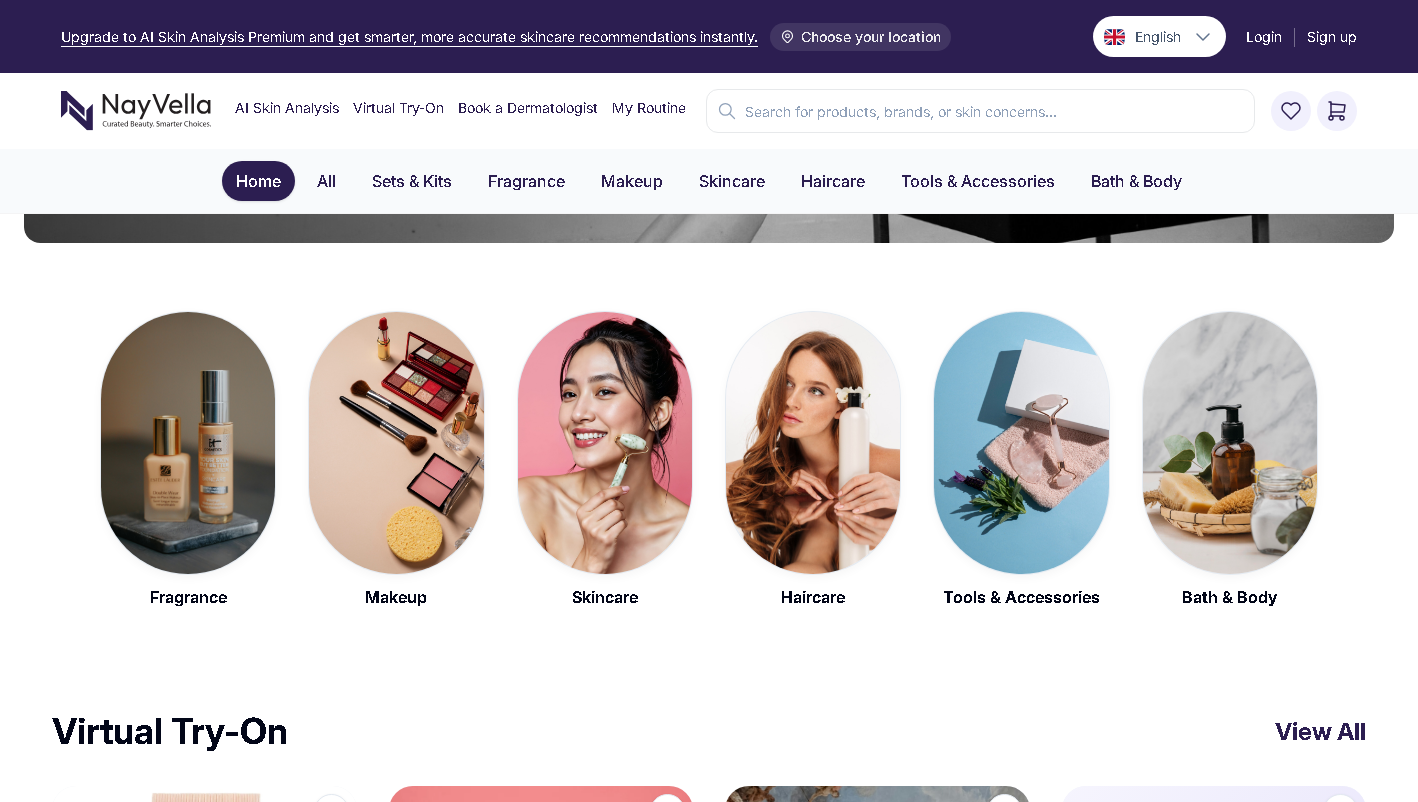 Upgrade to AI Skin Analysis Premium and get smarter, more accurate skincare recommendations instantly.
Choose your location
English
Login
Sign up
NayVella
Curated Beauty. Smarter Choices.
AI Skin Analysis
Virtual Try-On
Book a Dermatologist
My Routine
Search for products, brands, or skin concerns...
Home
All
Sets & Kits
Fragrance
Makeup
Skincare
Haircare
Tools & Accessories
Bath & Body
it
COSMETICS
Fragrance
Makeup
Skincare
Haircare
Tools & Accessories
Bath & Body
Virtual Try-On
View All